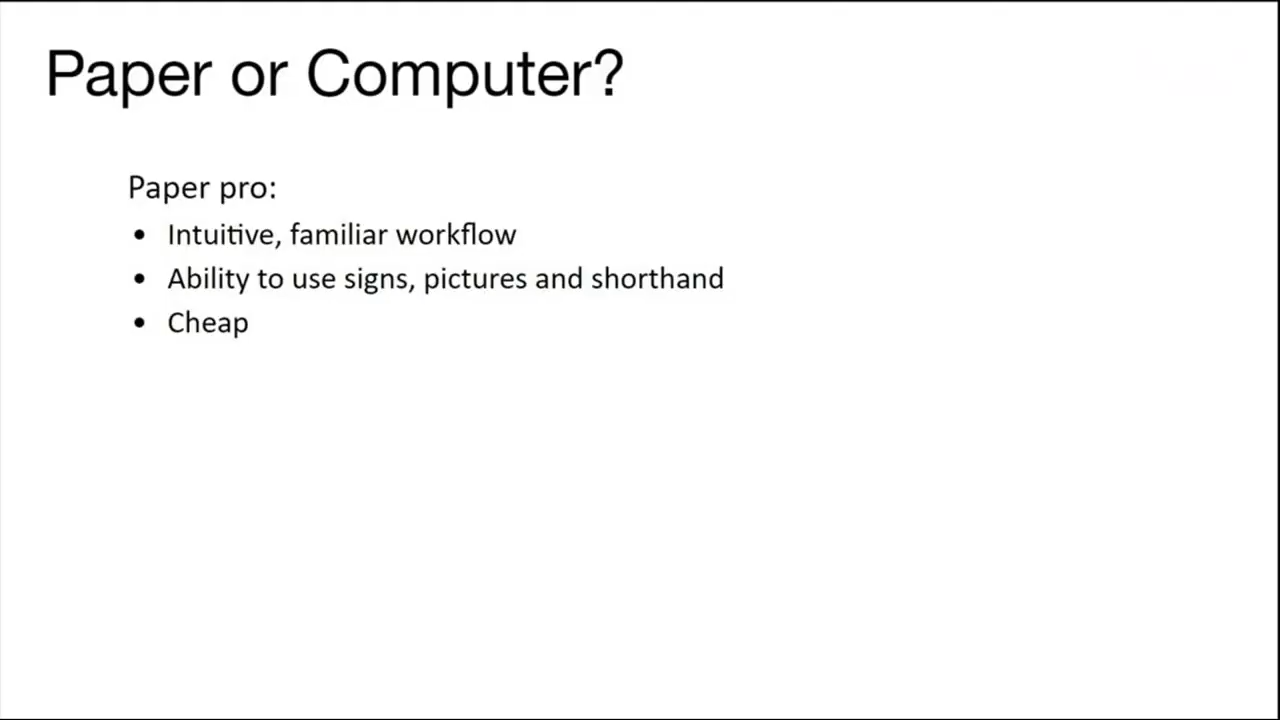 Paper or Computer?
Paper pro:
• Intuitive, familiar workflow
• Ability to use signs, pictures and shorthand
• Cheap